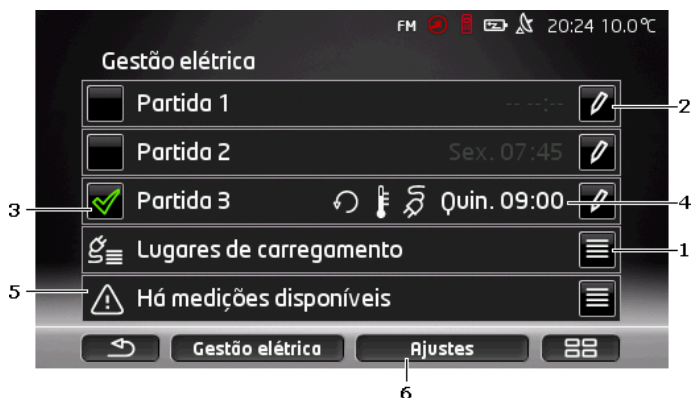 FM 20:24 10.0°C
Gestão elétrica
Partida 1 -- --:--
2
Partida 2 Sex. 07:45
3
Partida 3 Quin. 09:00
4
Lugares de carregamento
1
5
Há medições disponíveis
Gestão elétrica Ajustes
6